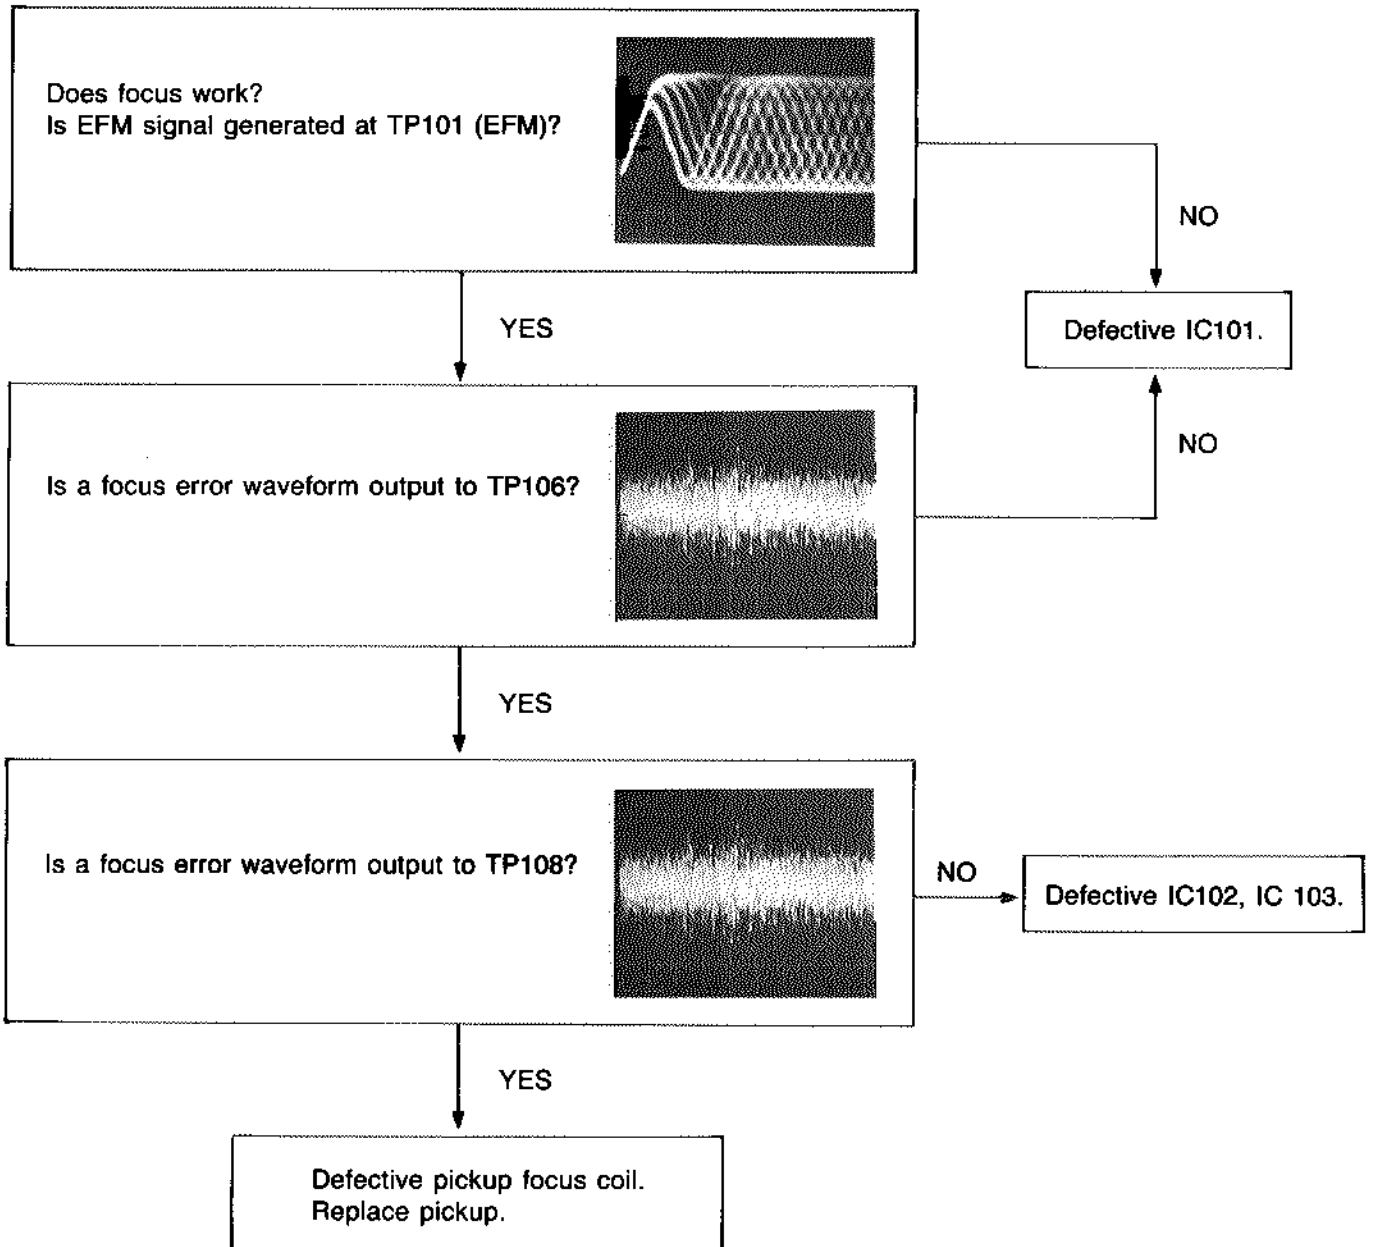 Does focus work?
Is EFM signal generated at TP101 (EFM)?
NO
YES
Defective IC101.
NO
Is a focus error waveform output to TP106?
YES
Is a focus error waveform output to TP108?
NO
Defective IC102, IC 103.
YES
Defective pickup focus coil.
Replace pickup.